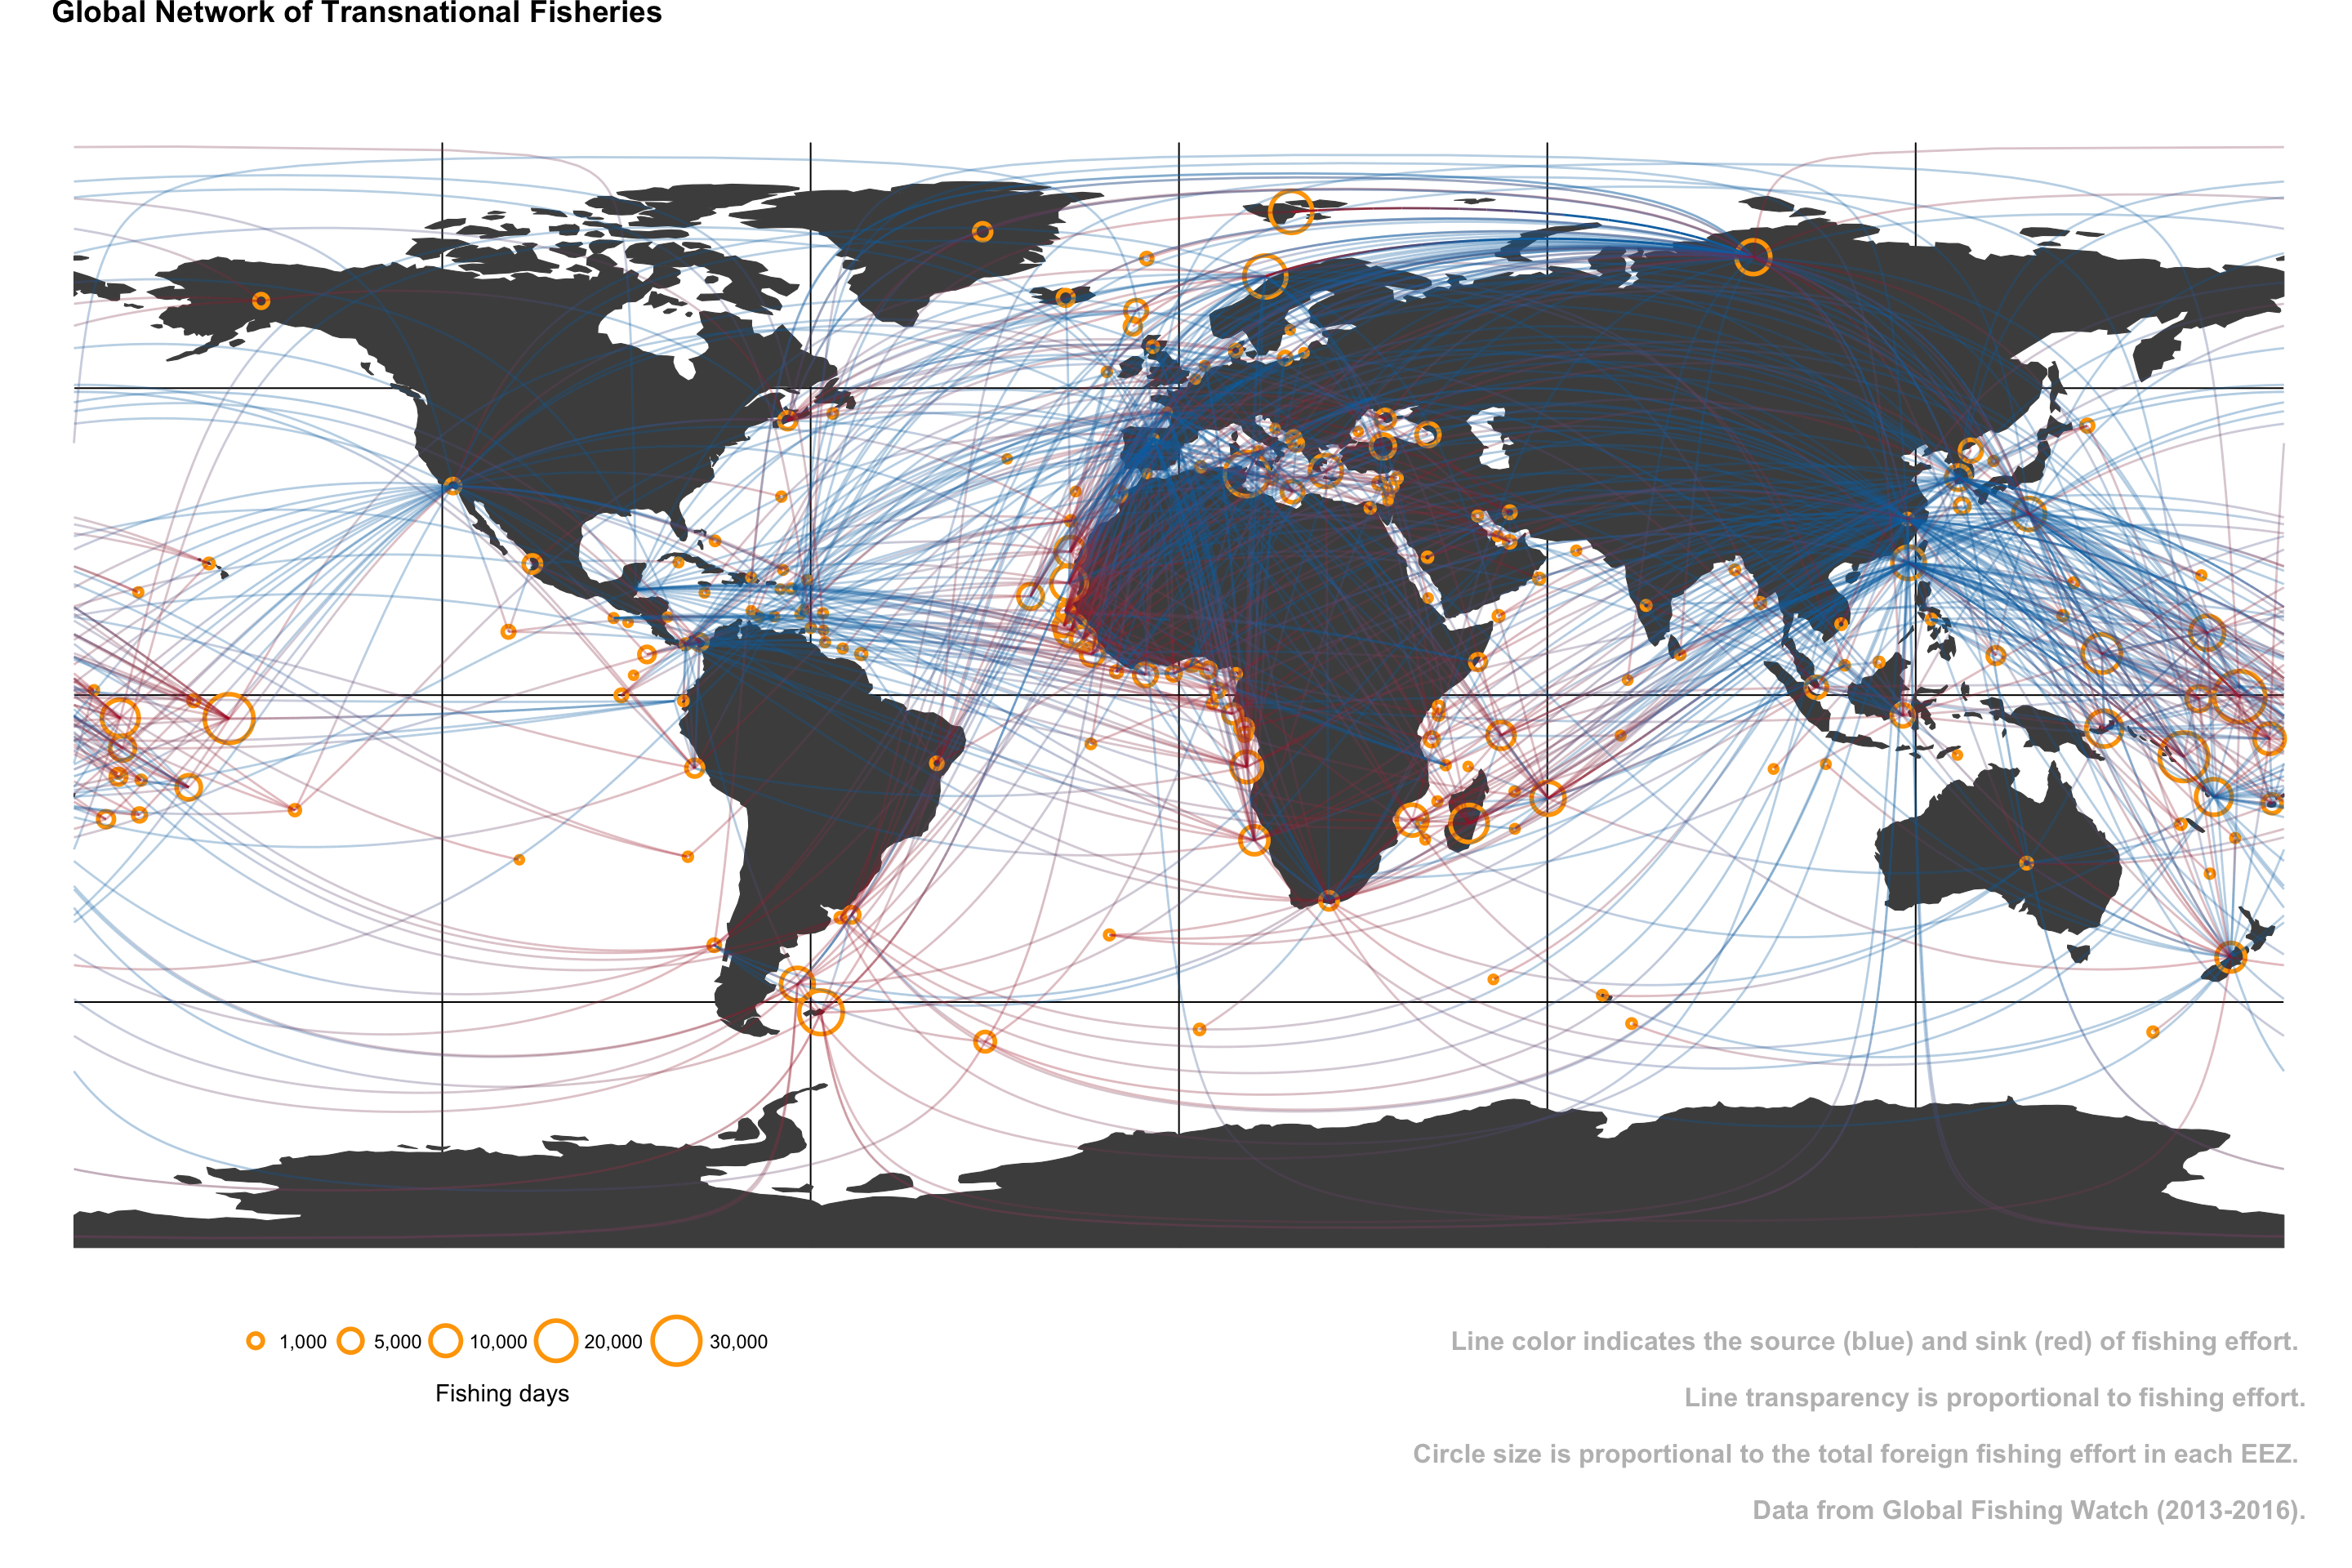 Global Network of Transnational Fisheries
1,000 5,000 10,000 20,000 30,000
Fishing days
Line color indicates the source (blue) and sink (red) of fishing effort.
Line transparency is proportional to fishing effort.
Circle size is proportional to the total foreign fishing effort in each EEZ.
Data from Global Fishing Watch (2013-2016).